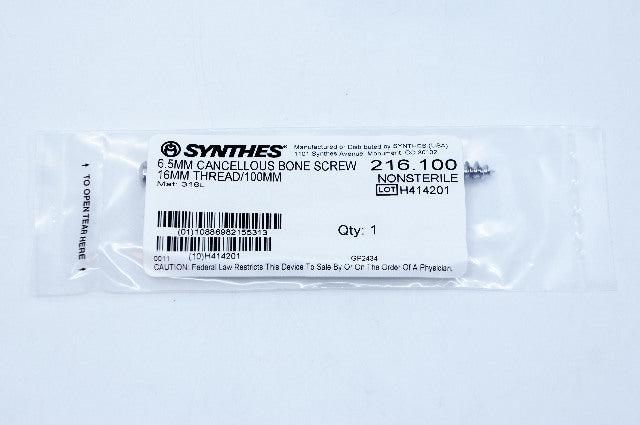 SYNTHES®
Manufactured or Distributed by SYNTHES (USA)
1101 Synthes Avenue, Monument, CO 80132
6.5MM CANCELLOUS BONE SCREW
216.100
16MM THREAD/100MM
NONSTERILE
Mat: 316L
LOT H414201
(01)10886982155313
Qty: 1
0011
(10)H414201
GP2434
CAUTION: Federal Law Restricts This Device To Sale By Or On The Order Of A Physician.
TO OPEN TEAR HERE